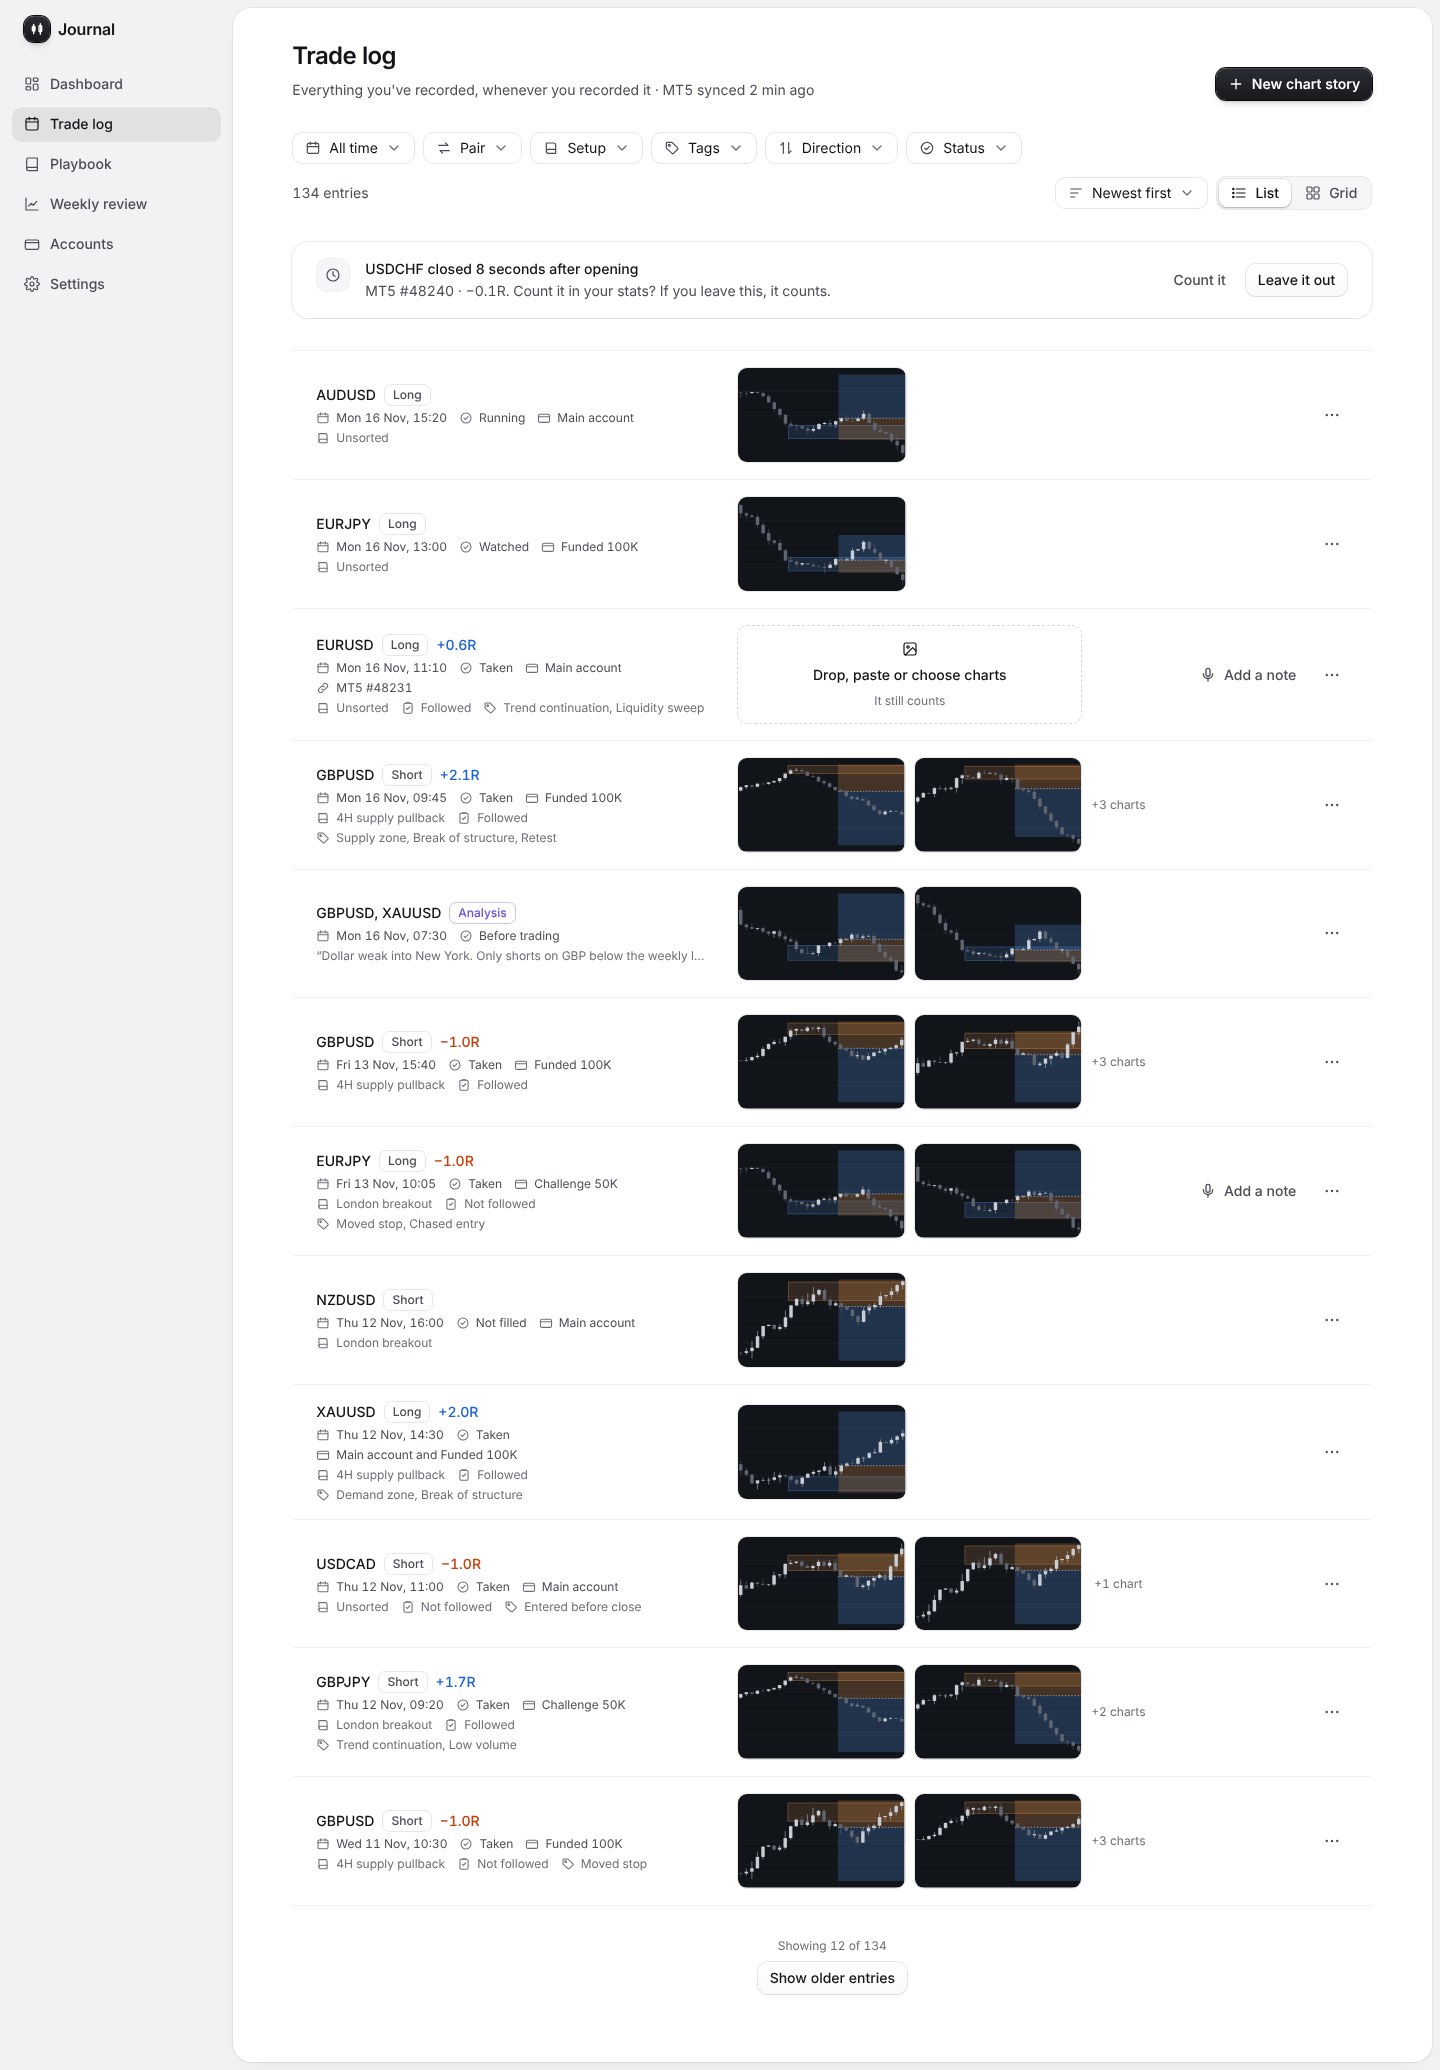 Journal
Dashboard
Trade log
Playbook
Weekly review
Accounts
Settings
Trade log
Everything you've recorded, whenever you recorded it · MT5 synced 2 min ago
New chart story
All time
Pair
Setup
Tags
Direction
Status
134 entries
Newest first
List
Grid
USDCHF closed 8 seconds after opening
MT5 #48240 · −0.1R. Count it in your stats? If you leave this, it counts.
Count it
Leave it out
AUDUSD Long
Mon 16 Nov, 15:20 Running Main account
Unsorted
EURJPY Long
Mon 16 Nov, 13:00 Watched Funded 100K
Unsorted
EURUSD Long +0.6R
Mon 16 Nov, 11:10 Taken Main account
MT5 #48231
Unsorted Followed Trend continuation, Liquidity sweep
Drop, paste or choose charts
It still counts
Add a note
GBPUSD Short +2.1R
Mon 16 Nov, 09:45 Taken Funded 100K
4H supply pullback Followed
Supply zone, Break of structure, Retest
+3 charts
GBPUSD, XAUUSD Analysis
Mon 16 Nov, 07:30 Before trading
“Dollar weak into New York. Only shorts on GBP below the weekly l…
GBPUSD Short −1.0R
Fri 13 Nov, 15:40 Taken Funded 100K
4H supply pullback Followed
+3 charts
EURJPY Long −1.0R
Fri 13 Nov, 10:05 Taken Challenge 50K
London breakout Not followed
Moved stop, Chased entry
Add a note
NZDUSD Short
Thu 12 Nov, 16:00 Not filled Main account
London breakout
XAUUSD Long +2.0R
Thu 12 Nov, 14:30 Taken
Main account and Funded 100K
4H supply pullback Followed
Demand zone, Break of structure
USDCAD Short −1.0R
Thu 12 Nov, 11:00 Taken Main account
Unsorted Not followed Entered before close
+1 chart
GBPJPY Short +1.7R
Thu 12 Nov, 09:20 Taken Challenge 50K
London breakout Followed
Trend continuation, Low volume
+2 charts
GBPUSD Short −1.0R
Wed 11 Nov, 10:30 Taken Funded 100K
4H supply pullback Not followed Moved stop
+3 charts
Showing 12 of 134
Show older entries